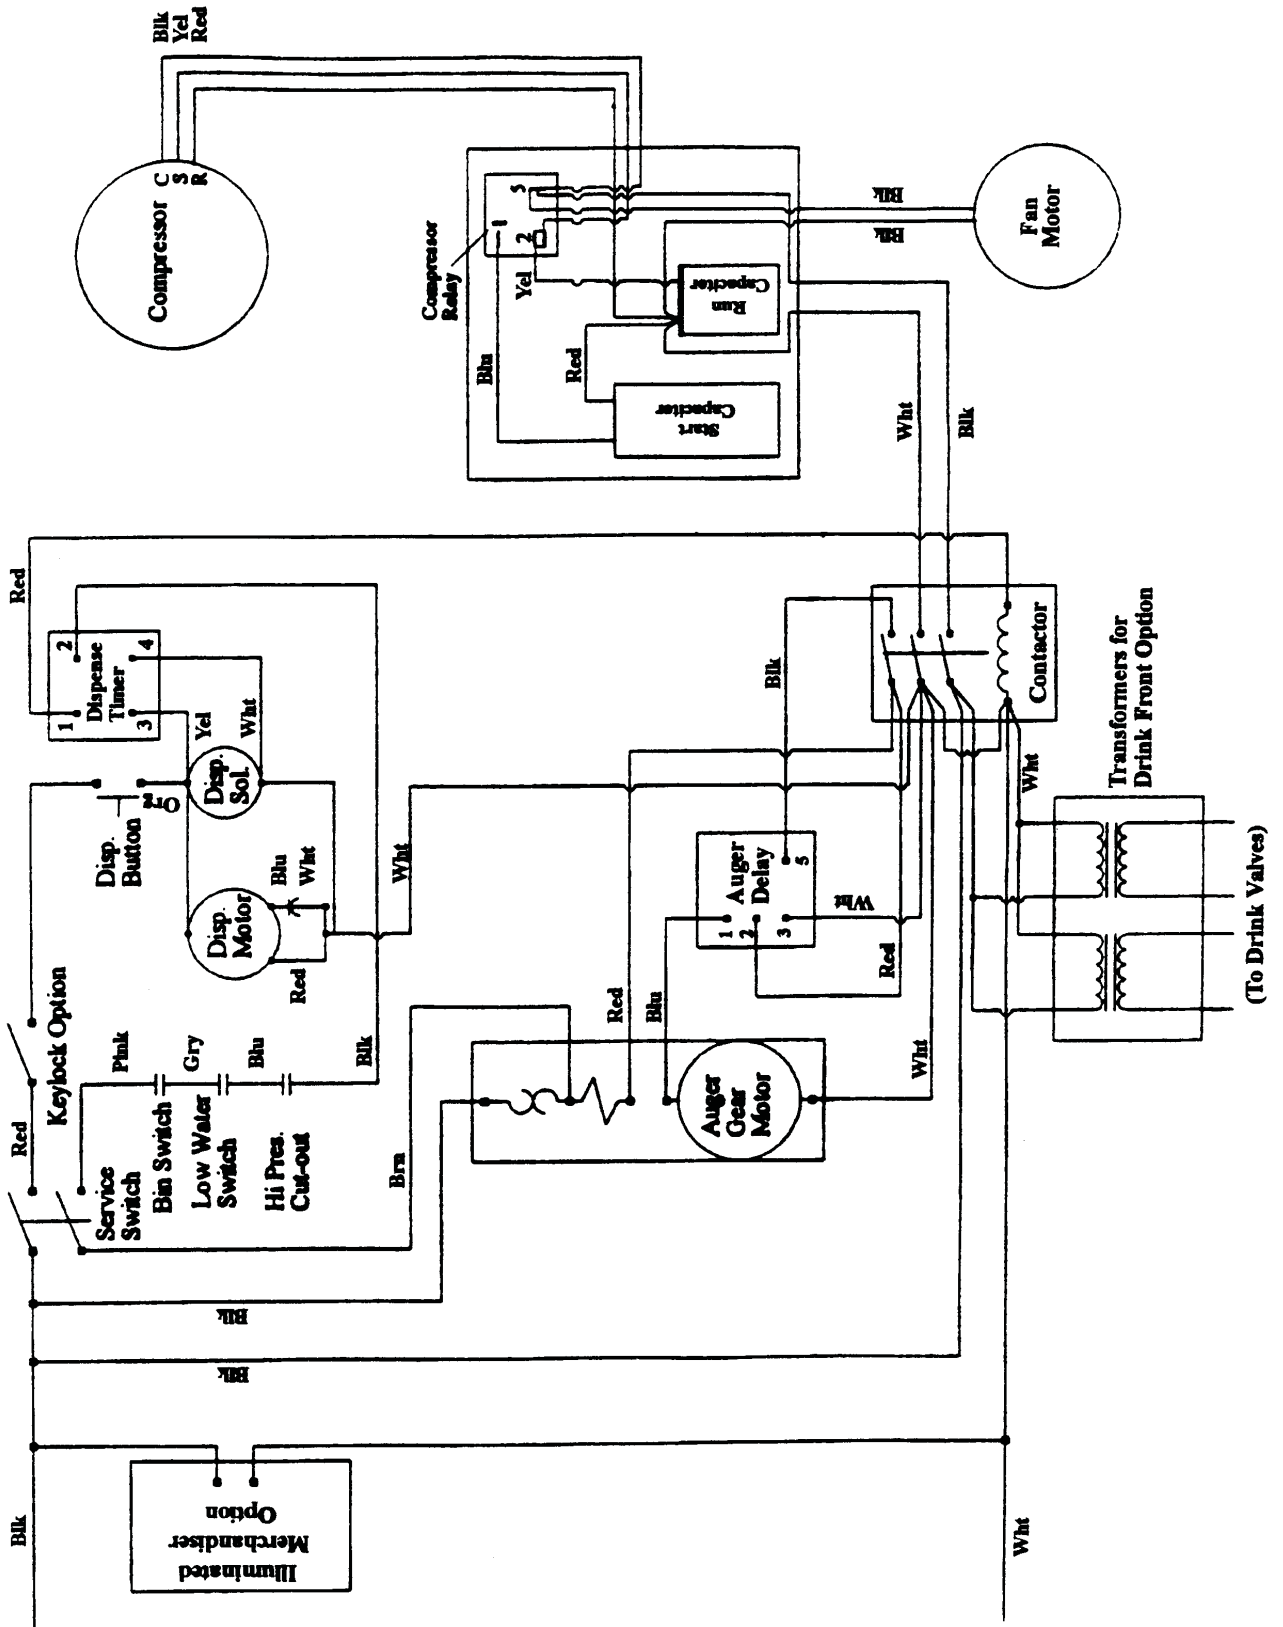 Blk
Yel
Red
C
S
R
Compressor
Compressor
Relay
5
1
2
Yel
Blu
Red
Run
Capaciter
Start
Capaciter
Blk
Blk
Fan
Motor
Wht
Blk
Red
2
4
1
3
Dispense
Timer
Yel
Wht
Org
Disp.
Sol.
Disp.
Button
Blu
Wht
Disp.
Motor
Red
Wht
Keylock Option
Red
Pink
Gry
Blu
Blk
Service
Switch
Bin Switch
Low Water
Switch
Hi Pres.
Cut-out
Brn
Blk
Blk
Blk
Illuminated
Merchandiser
Option
Wht
Contactor
Blk
Auger
Delay
1
2
3
5
Wht
Red
Blu
Red
Auger
Gear
Motor
Wht
Wht
Transformers for
Drink Front Option
(To Drink Valves)